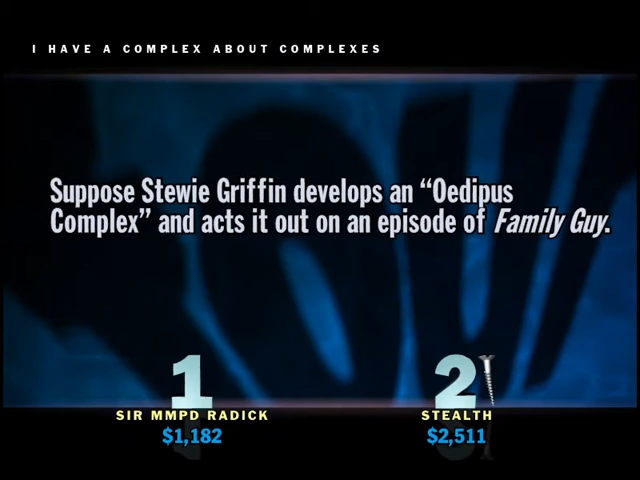 I HAVE A COMPLEX ABOUT COMPLEXES
Suppose Stewie Griffin develops an “Oedipus
Complex” and acts it out on an episode of Family Guy.
1
2
SIR MMPD RADICK
STEALTH
$1,182
$2,511